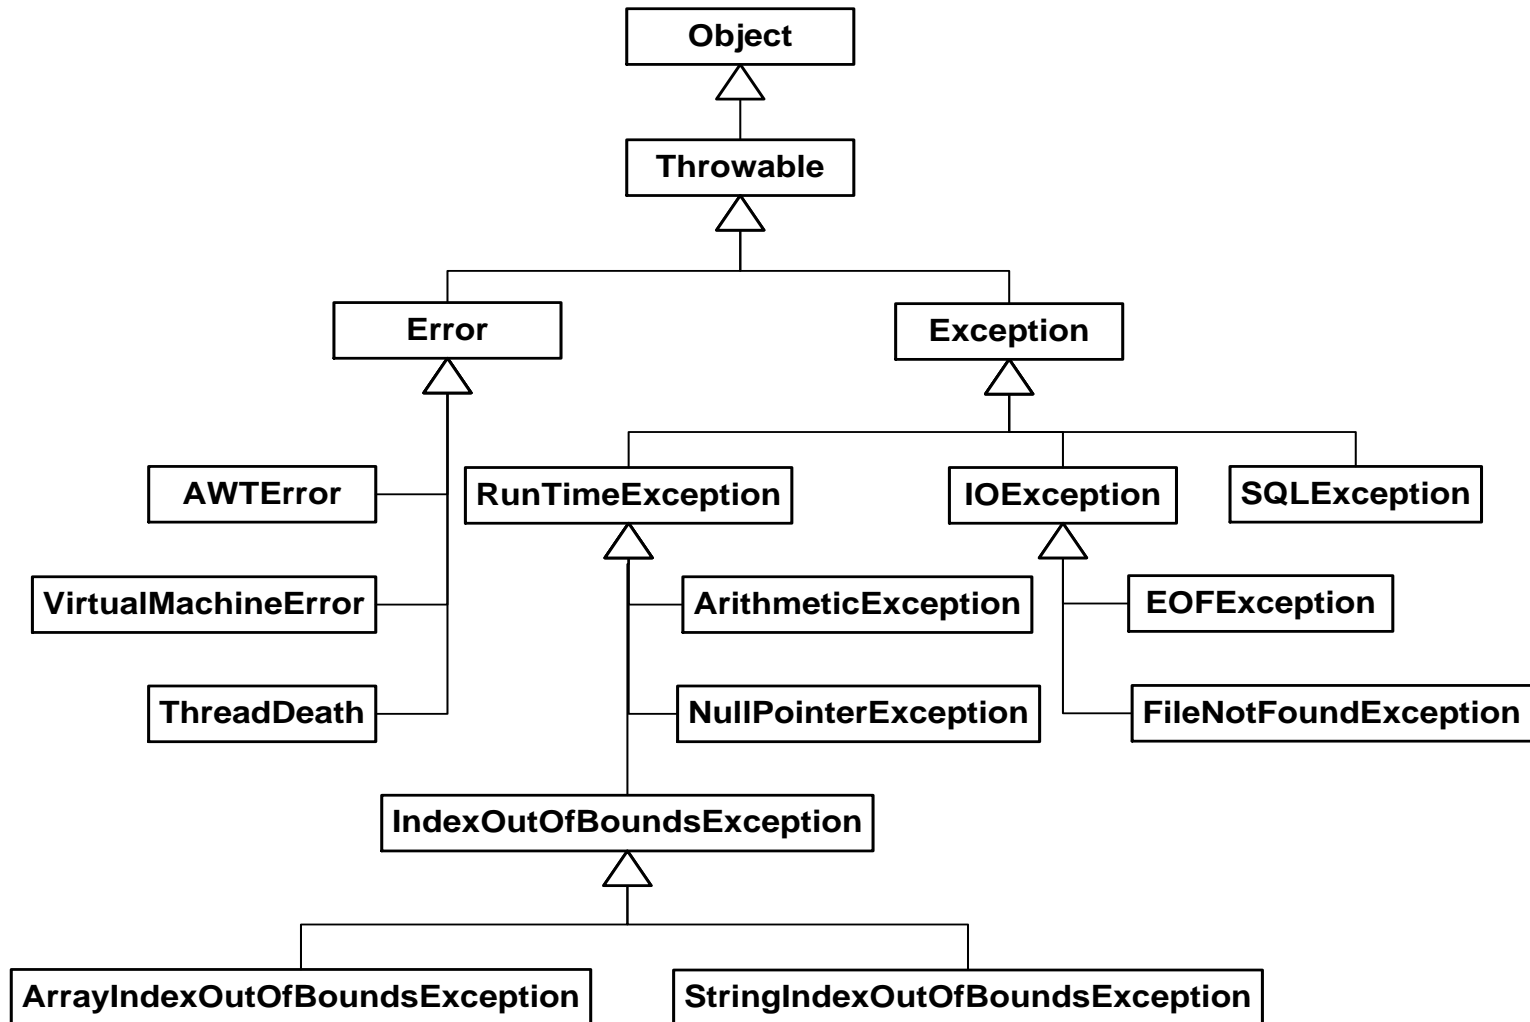 Object
Throwable
Error
Exception
AWTError
RunTimeException
IOException
SQLException
VirtualMachineError
ArithmeticException
EOFException
ThreadDeath
NullPointerException
FileNotFoundException
IndexOutOfBoundsException
ArrayIndexOutOfBoundsException
StringIndexOutOfBoundsException